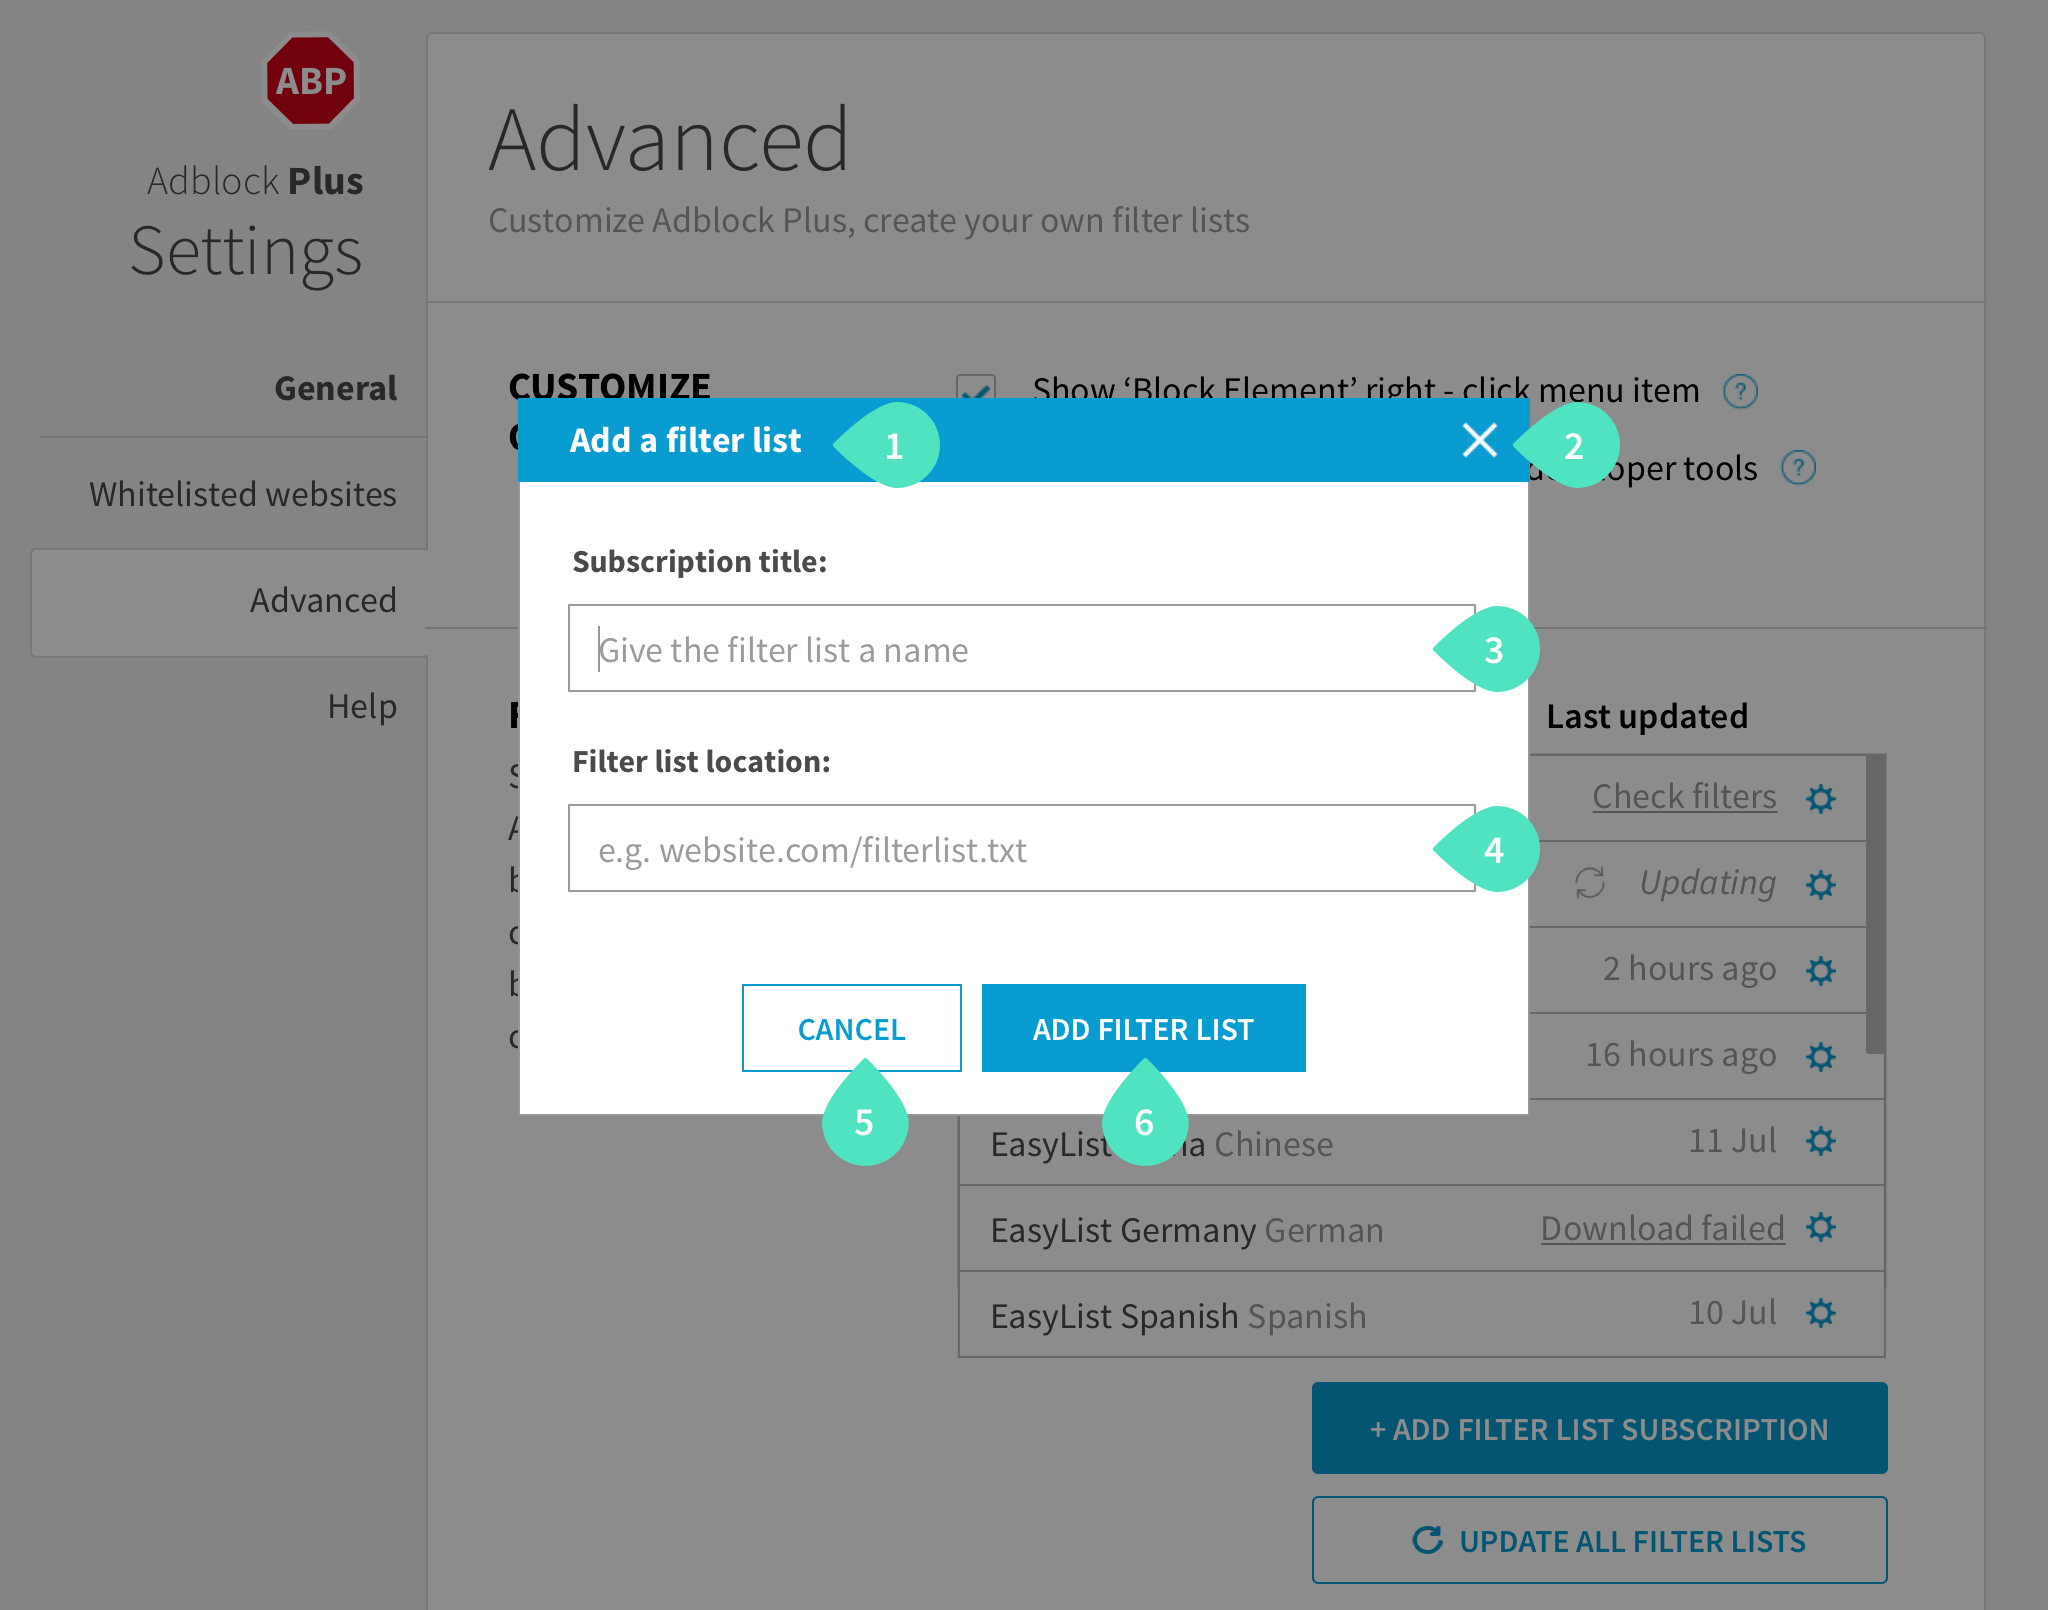 ABP
Adblock Plus
Settings
General
Whitelisted websites
Advanced
Help
Advanced
Customize Adblock Plus, create your own filter lists
CUSTOMIZE
Show ‘Block Element’ right - click menu item ?
oper tools ?
Add a filter list 1
2
Subscription title:
Give the filter list a name 3
Filter list location:
e.g. website.com/filterlist.txt 4
CANCEL ADD FILTER LIST
5 6
Last updated
Check filters
Updating
2 hours ago
16 hours ago
EasyList Chinese 11 Jul
EasyList Germany German Download failed
EasyList Spanish Spanish 10 Jul
+ ADD FILTER LIST SUBSCRIPTION
UPDATE ALL FILTER LISTS